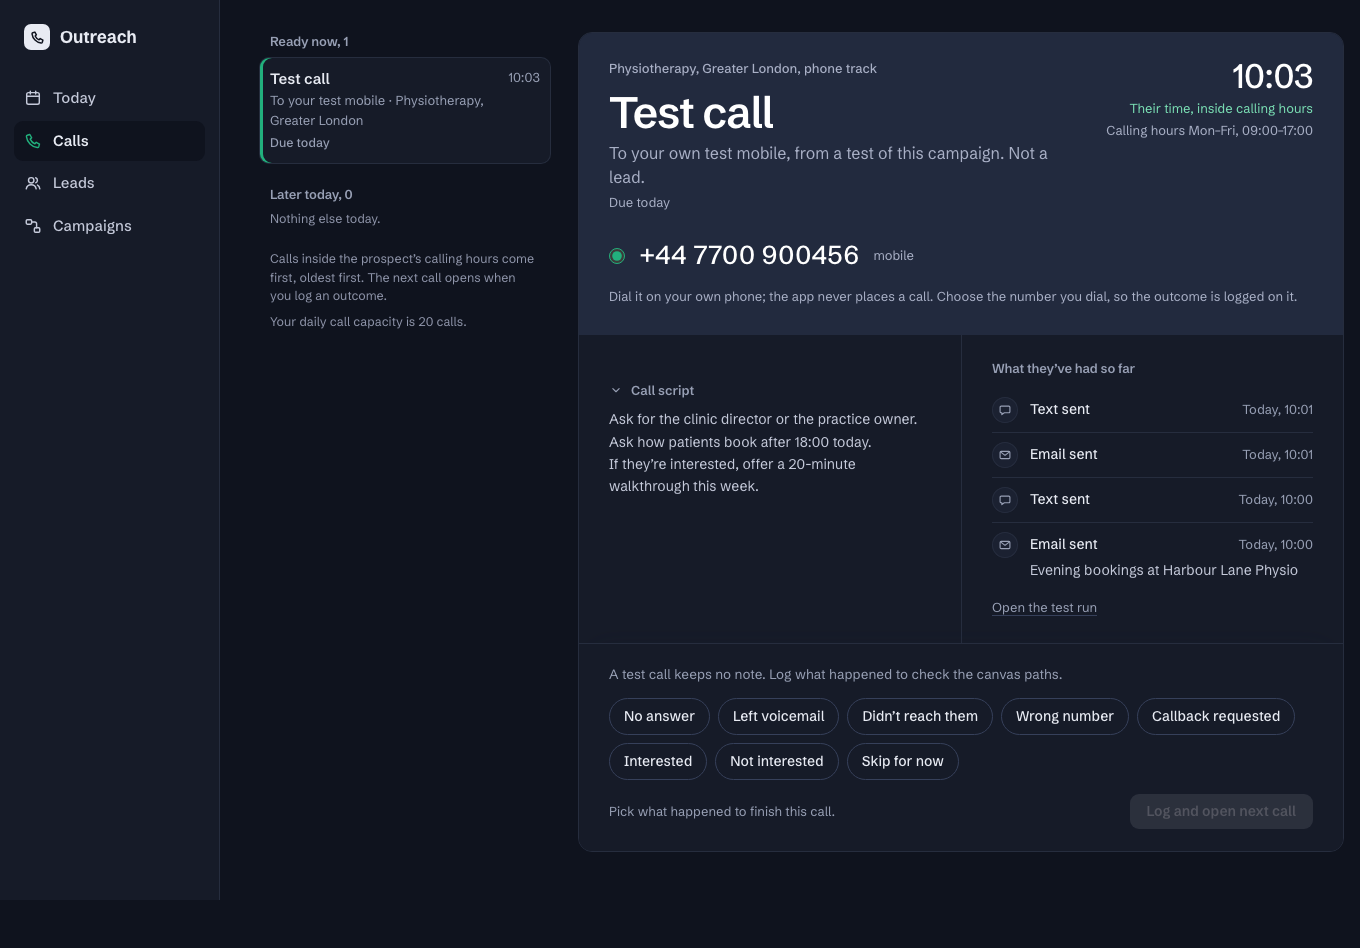 Outreach
Today
Calls
Leads
Campaigns
Ready now, 1
Test call 10:03
To your test mobile · Physiotherapy,
Greater London
Due today
Later today, 0
Nothing else today.
Calls inside the prospect’s calling hours come
first, oldest first. The next call opens when
you log an outcome.
Your daily call capacity is 20 calls.
Physiotherapy, Greater London, phone track
Test call
To your own test mobile, from a test of this campaign. Not a
lead.
Due today
10:03
Their time, inside calling hours
Calling hours Mon–Fri, 09:00–17:00
+44 7700 900456 mobile
Dial it on your own phone; the app never places a call. Choose the number you dial, so the outcome is logged on it.
Call script
Ask for the clinic director or the practice owner.
Ask how patients book after 18:00 today.
If they’re interested, offer a 20-minute
walkthrough this week.
What they’ve had so far
Text sent Today, 10:01
Email sent Today, 10:01
Text sent Today, 10:00
Email sent Today, 10:00
Evening bookings at Harbour Lane Physio
Open the test run
A test call keeps no note. Log what happened to check the canvas paths.
No answer Left voicemail Didn’t reach them Wrong number Callback requested
Interested Not interested Skip for now
Pick what happened to finish this call. Log and open next call